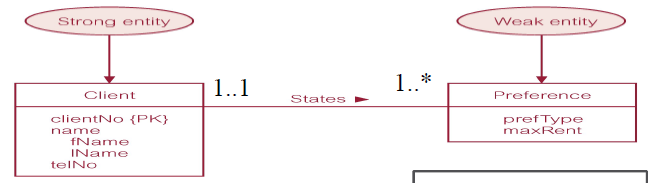 Strong entity
Weak entity
Client
1..1
States
1..*
Preference
clientNo {PK}
name
fName
lName
telNo
prefType
maxRent